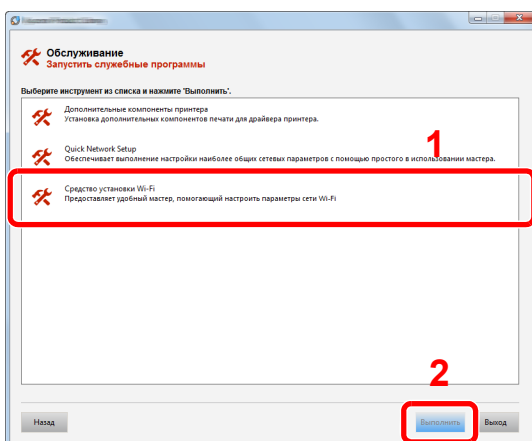 Обслуживание
Запустить служебные программы
Выберите инструмент из списка и нажмите 'Выполнить'.
Дополнительные компоненты принтера
Установка дополнительных компонентов печати для драйвера принтера.
1
Quick Network Setup
Обеспечивает выполнение настройки наиболее общих сетевых параметров с помощью простого в использовании мастера.
Средство установки Wi-Fi
Предоставляет удобный мастер, помогающий настроить параметры сети Wi-Fi
2
Назад
Выполнить
Выход